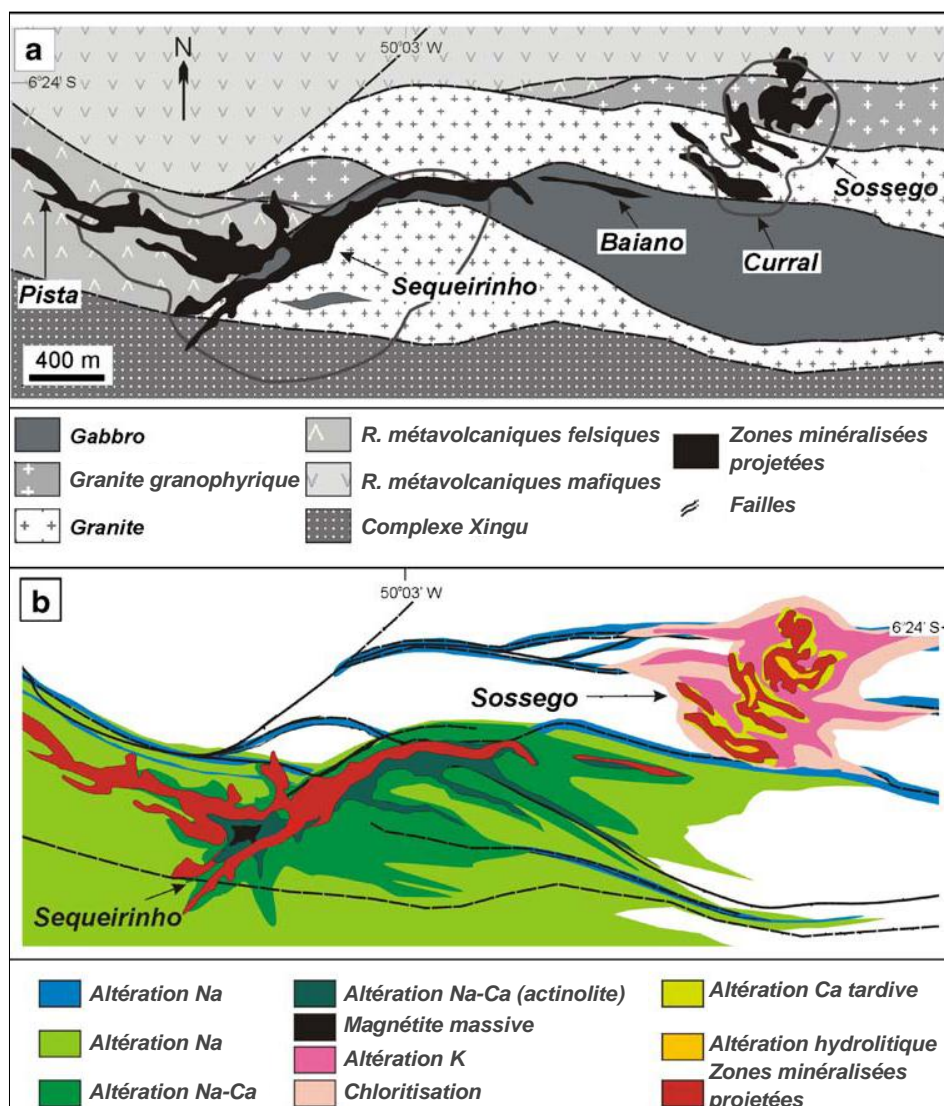 a
N
50°03' W
6°24' S
Sossego
Baiano
Curral
Sequeirinho
Pista
400 m
Gabbro
Granite granophyrique
Granite
R. métavolcaniques felsiques
R. métavolcaniques mafiques
Complexe Xingu
Zones minéralisées
projetées
Failles
b
50°03' W
6°24' S
Sossego
Sequeirinho
Altération Na
Altération Na
Altération Na-Ca
Altération Na-Ca (actinolite)
Magnétite massive
Altération K
Chloritisation
Altération Ca tardive
Altération hydrolitique
Zones minéralisées
projetées